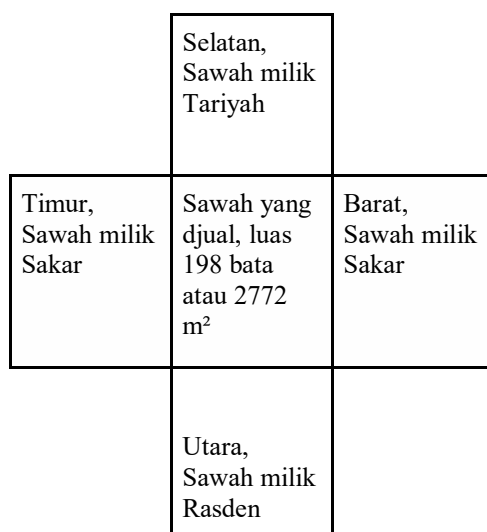 Selatan,
Sawah milik
Tariyah
Timur,
Sawah milik
Sakar
Sawah yang
djual, luas
198 bata
atau 2772
m²
Barat,
Sawah milik
Sakar
Utara,
Sawah milik
Rasden